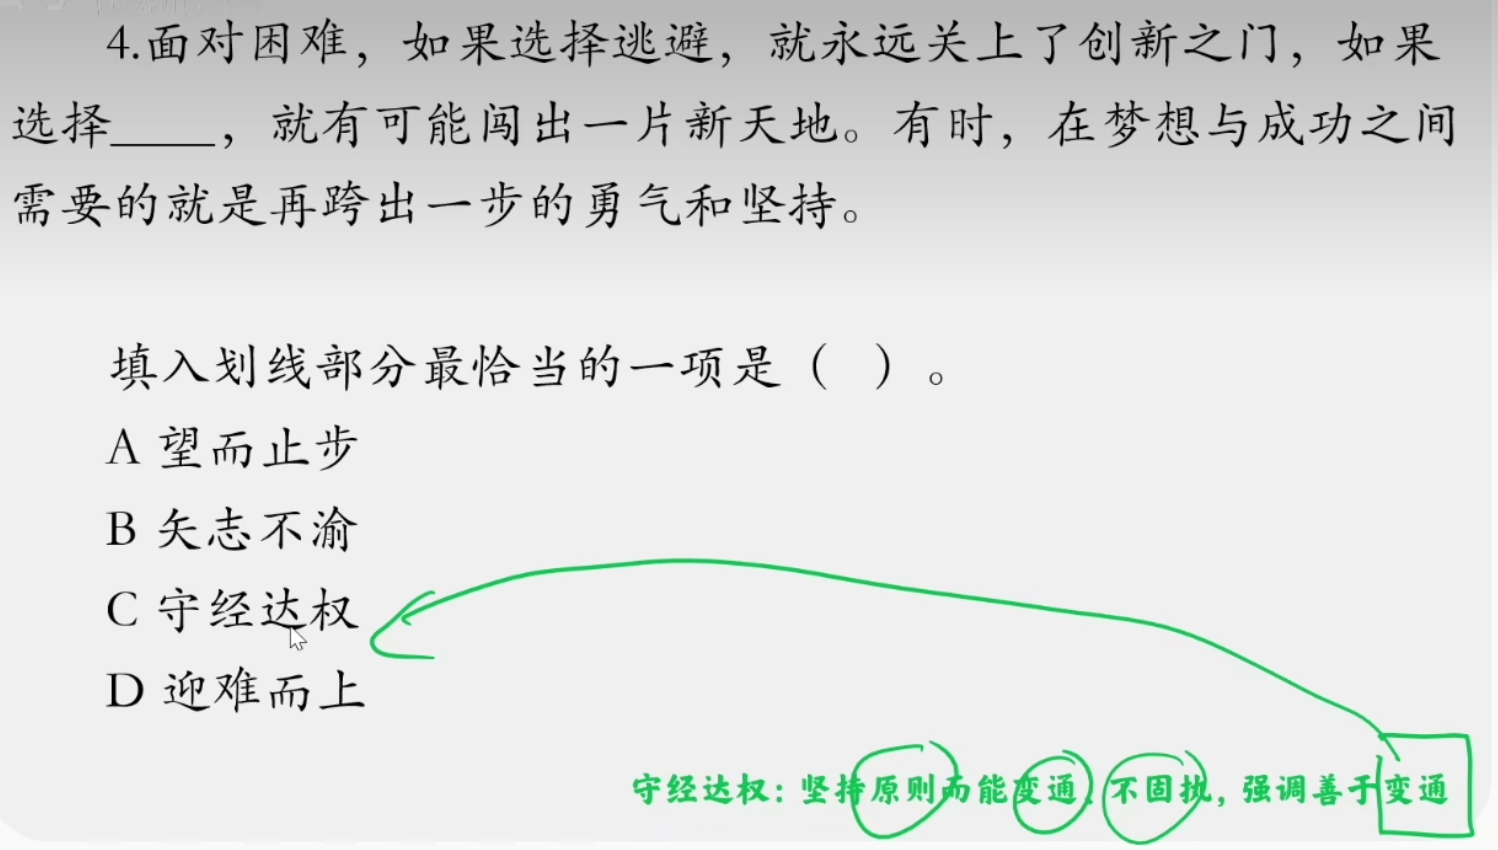 4.面对困难，如果选择逃避，就永远关上了创新之门，如果
选择____，就有可能闯出一片新天地。有时，在梦想与成功之间
需要的就是再跨出一步的勇气和坚持。
填入划线部分最恰当的一项是（ ）。
A 望而止步
B 矢志不渝
C 守经达权
D 迎难而上
守经达权：坚持原则而能变通、不固执，强调善于变通